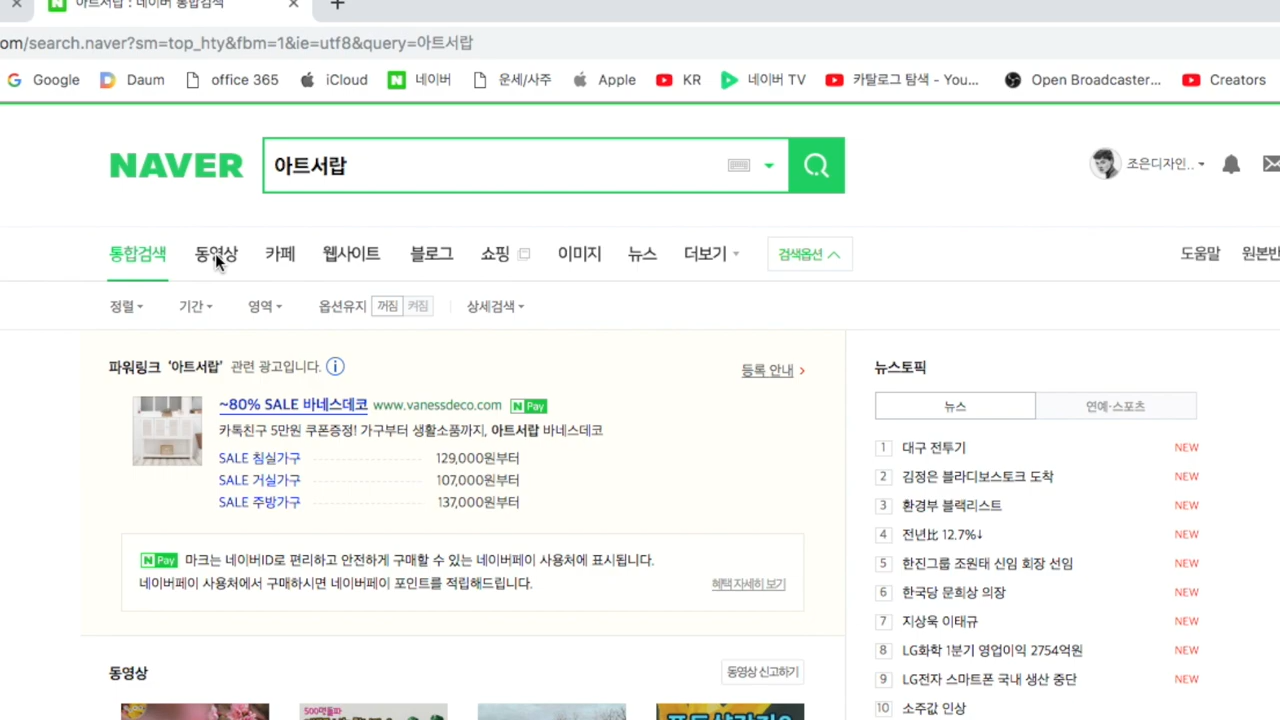 아트서랍 : 네이버 통합검색
om/search.naver?sm=top_hty&fbm=1&ie=utf8&query=아트서랍
Google Daum office 365 iCloud 네이버 운세/사주 Apple KR 네이버 TV 카탈로그 탐색 - You... Open Broadcaster... Creators
NAVER 아트서랍 조은디자인..
통합검색 동영상 카페 웹사이트 블로그 쇼핑 이미지 뉴스 더보기 검색옵션 도움말 원본반
정렬 기간 영역 옵션유지 꺼짐 켜짐 상세검색
파워링크 '아트서랍' 관련 광고입니다. 등록 안내
~80% SALE 바네스데코 www.vanessdeco.com N Pay
카톡친구 5만원 쿠폰증정! 가구부터 생활소품까지, 아트서랍 바네스데코
SALE 침실가구 129,000원부터
SALE 거실가구 107,000원부터
SALE 주방가구 137,000원부터
N Pay 마크는 네이버ID로 편리하고 안전하게 구매할 수 있는 네이버페이 사용처에 표시됩니다.
네이버페이 사용처에서 구매하시면 네이버페이 포인트를 적립해드립니다. 혜택 자세히 보기
동영상 동영상 신고하기
500만돌파
뉴스토픽
뉴스 연예·스포츠
1 대구 전투기 NEW
2 김정은 블라디보스토크 도착 NEW
3 환경부 블랙리스트 NEW
4 전년比 12.7%↓ NEW
5 한진그룹 조원태 신임 회장 선임 NEW
6 한국당 문희상 의장 NEW
7 지상욱 이태규 NEW
8 LG화학 1분기 영업이익 2754억원 NEW
9 LG전자 스마트폰 국내 생산 중단 NEW
10 소주값 인상 NEW